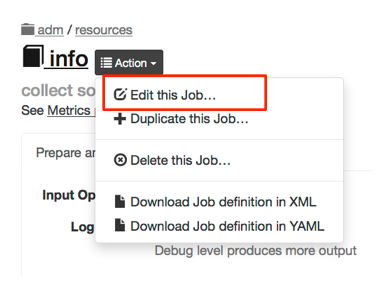 adm / resources
info Action
Edit this Job…
collect so
Duplicate this Job…
See Metrics
Delete this Job…
Prepare ar
Input Op
Download Job definition in XML
Log
Download Job definition in YAML
Debug level produces more output